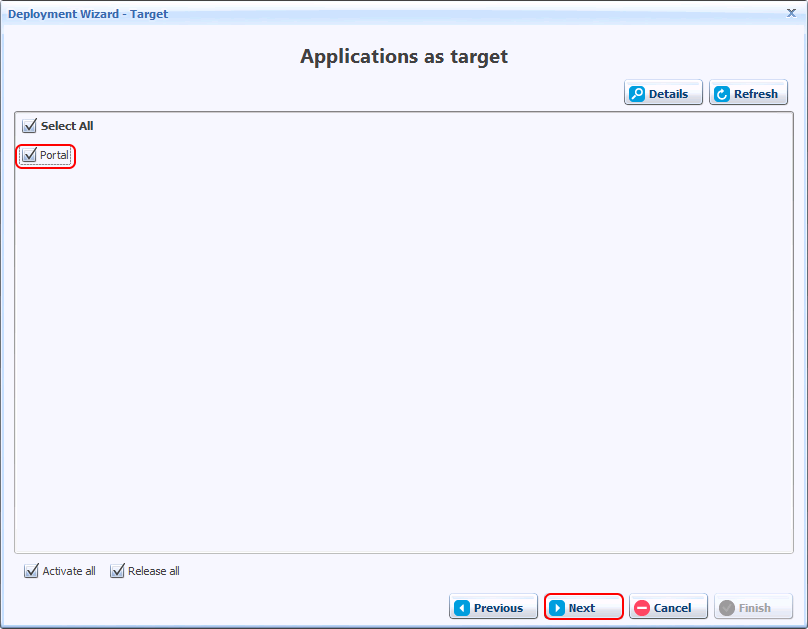 Deployment Wizard - Target
Applications as target
Details Refresh
Select All
Portal
Activate all Release all
Previous Next Cancel Finish